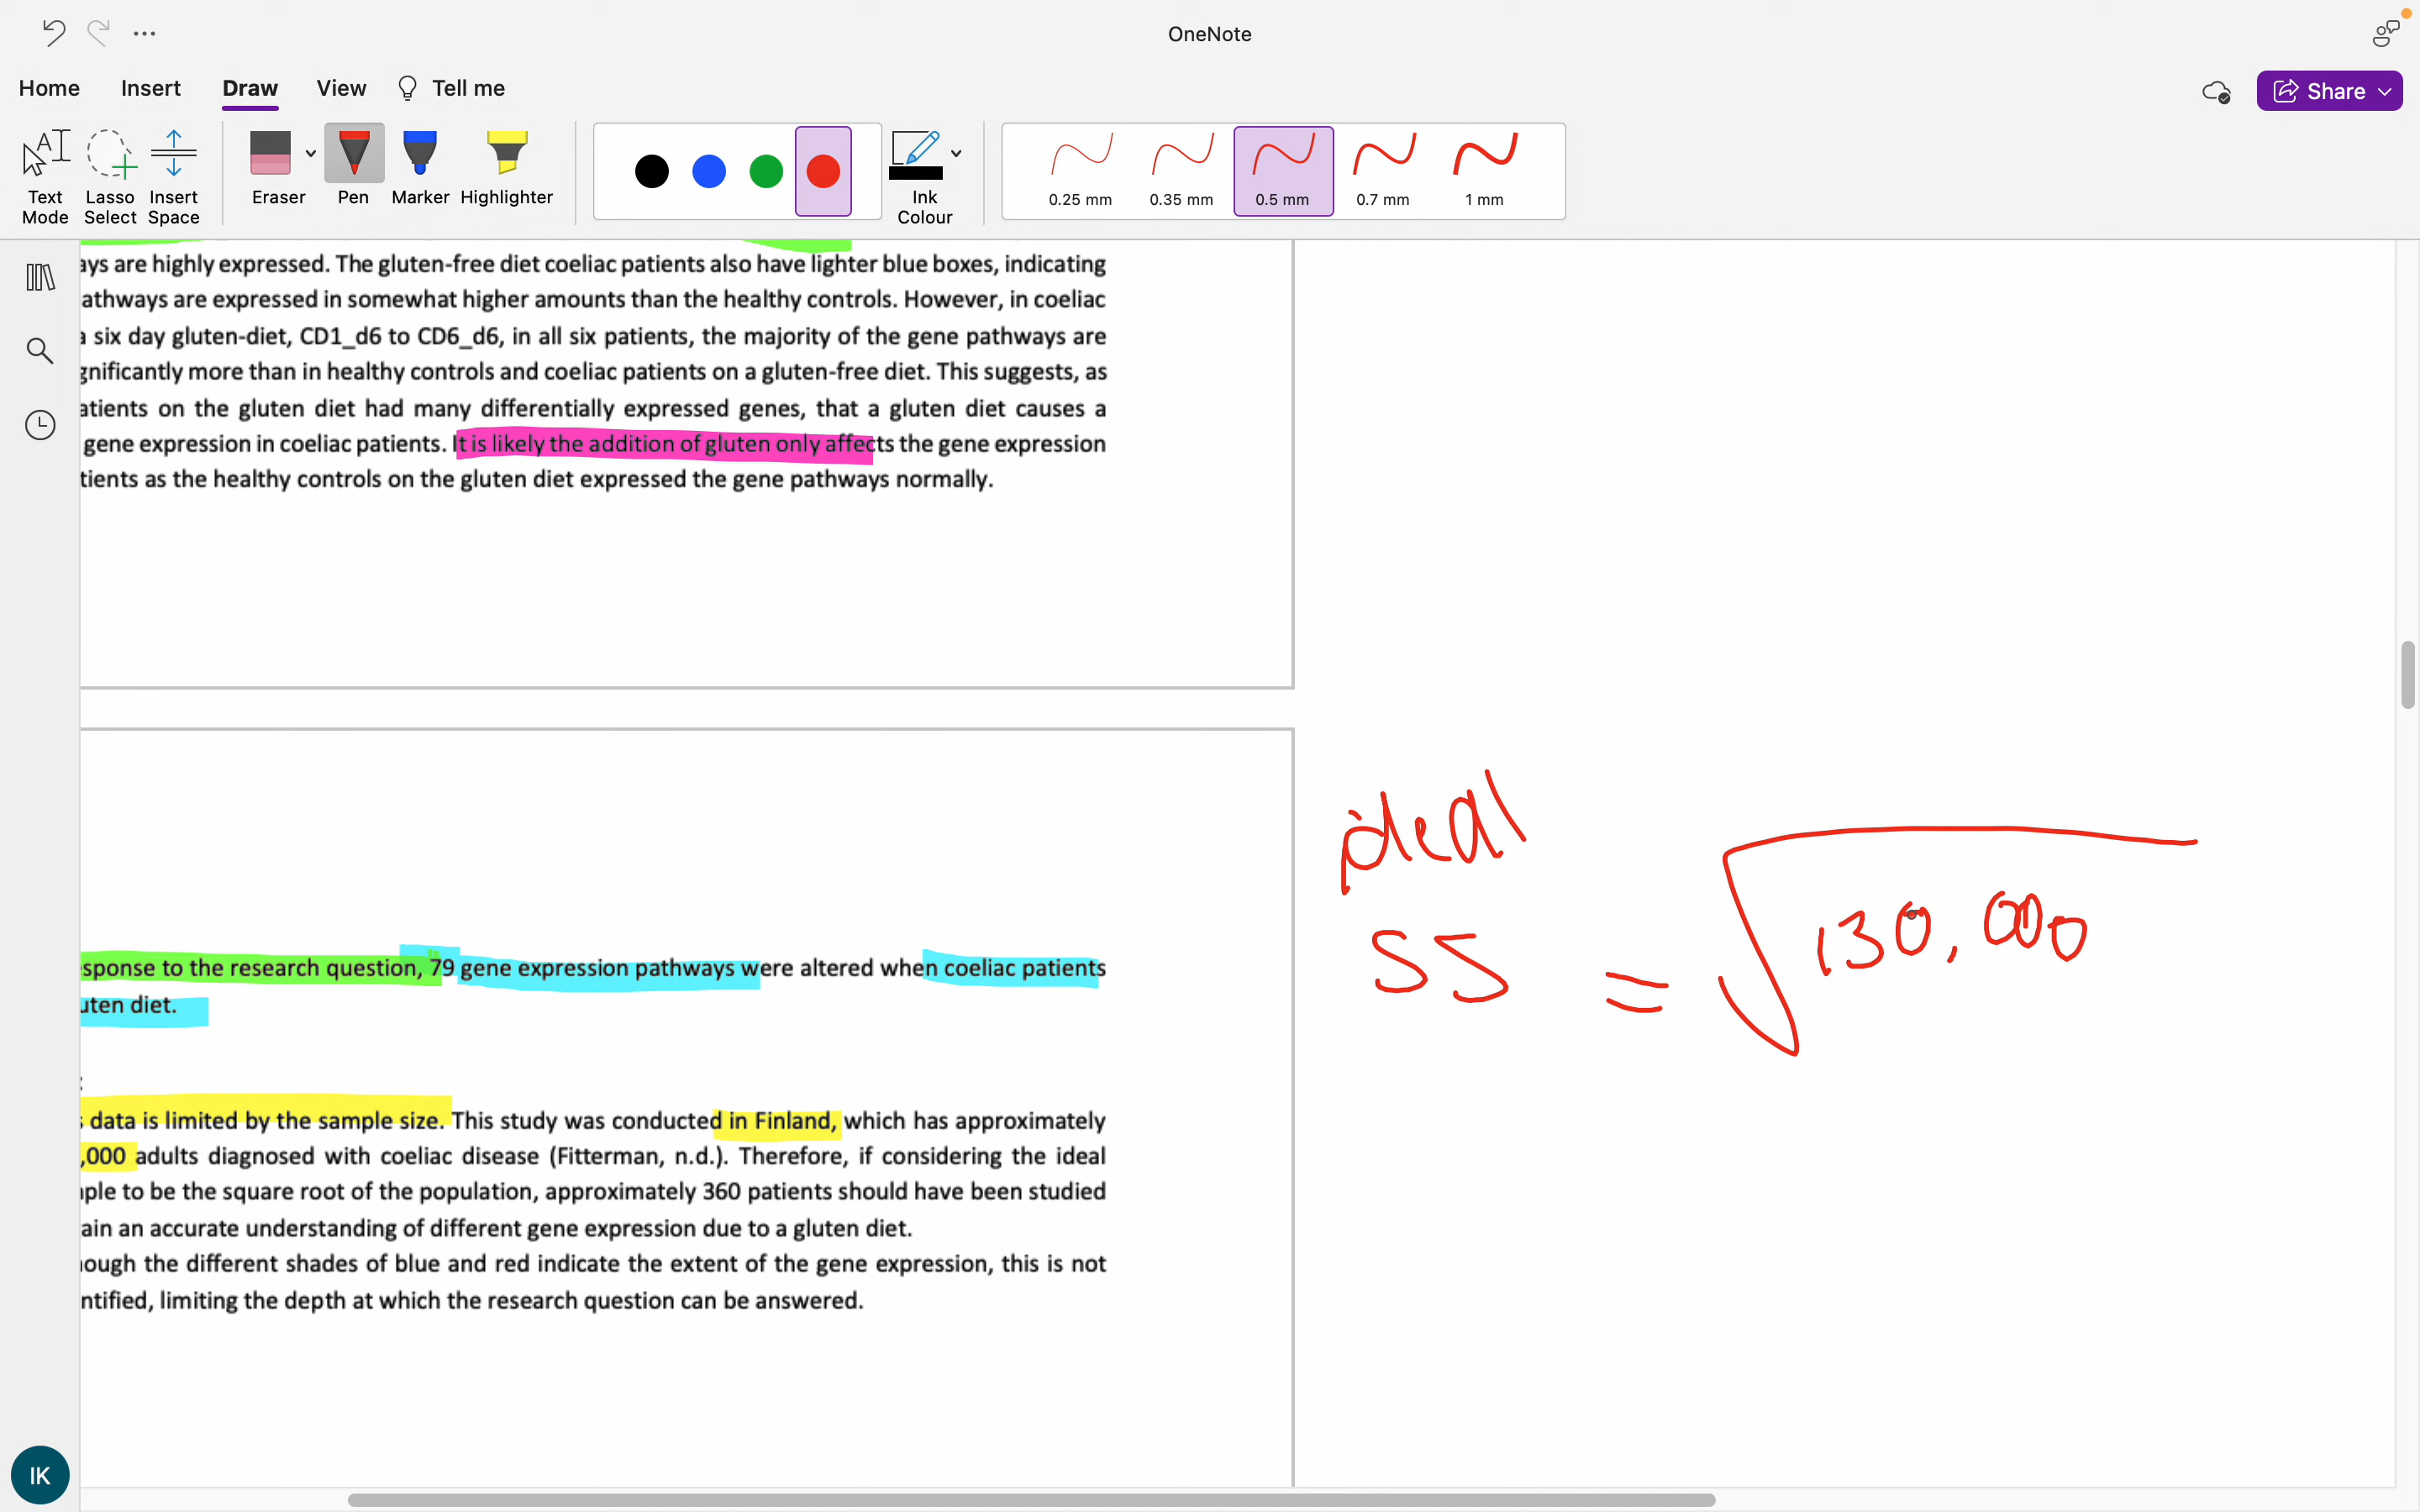 OneNote
Home Insert Draw View Tell me
Share
Text Mode
Lasso Select
Insert Space
Eraser
Pen
Marker
Highlighter
Ink Colour
0.25 mm
0.35 mm
0.5 mm
0.7 mm
1 mm
ays are highly expressed. The gluten-free diet coeliac patients also have lighter blue boxes, indicating
athways are expressed in somewhat higher amounts than the healthy controls. However, in coeliac
a six day gluten-diet, CD1_d6 to CD6_d6, in all six patients, the majority of the gene pathways are
gnificantly more than in healthy controls and coeliac patients on a gluten-free diet. This suggests, as
atients on the gluten diet had many differentially expressed genes, that a gluten diet causes a
gene expression in coeliac patients. It is likely the addition of gluten only affects the gene expression
tients as the healthy controls on the gluten diet expressed the gene pathways normally.
sponse to the research question, 79 gene expression pathways were altered when coeliac patients
uten diet.
:
data is limited by the sample size. This study was conducted in Finland, which has approximately
,000 adults diagnosed with coeliac disease (Fitterman, n.d.). Therefore, if considering the ideal
ple to be the square root of the population, approximately 360 patients should have been studied
ain an accurate understanding of different gene expression due to a gluten diet.
ough the different shades of blue and red indicate the extent of the gene expression, this is not
ntified, limiting the depth at which the research question can be answered.
ideal
SS = √130,000
IK